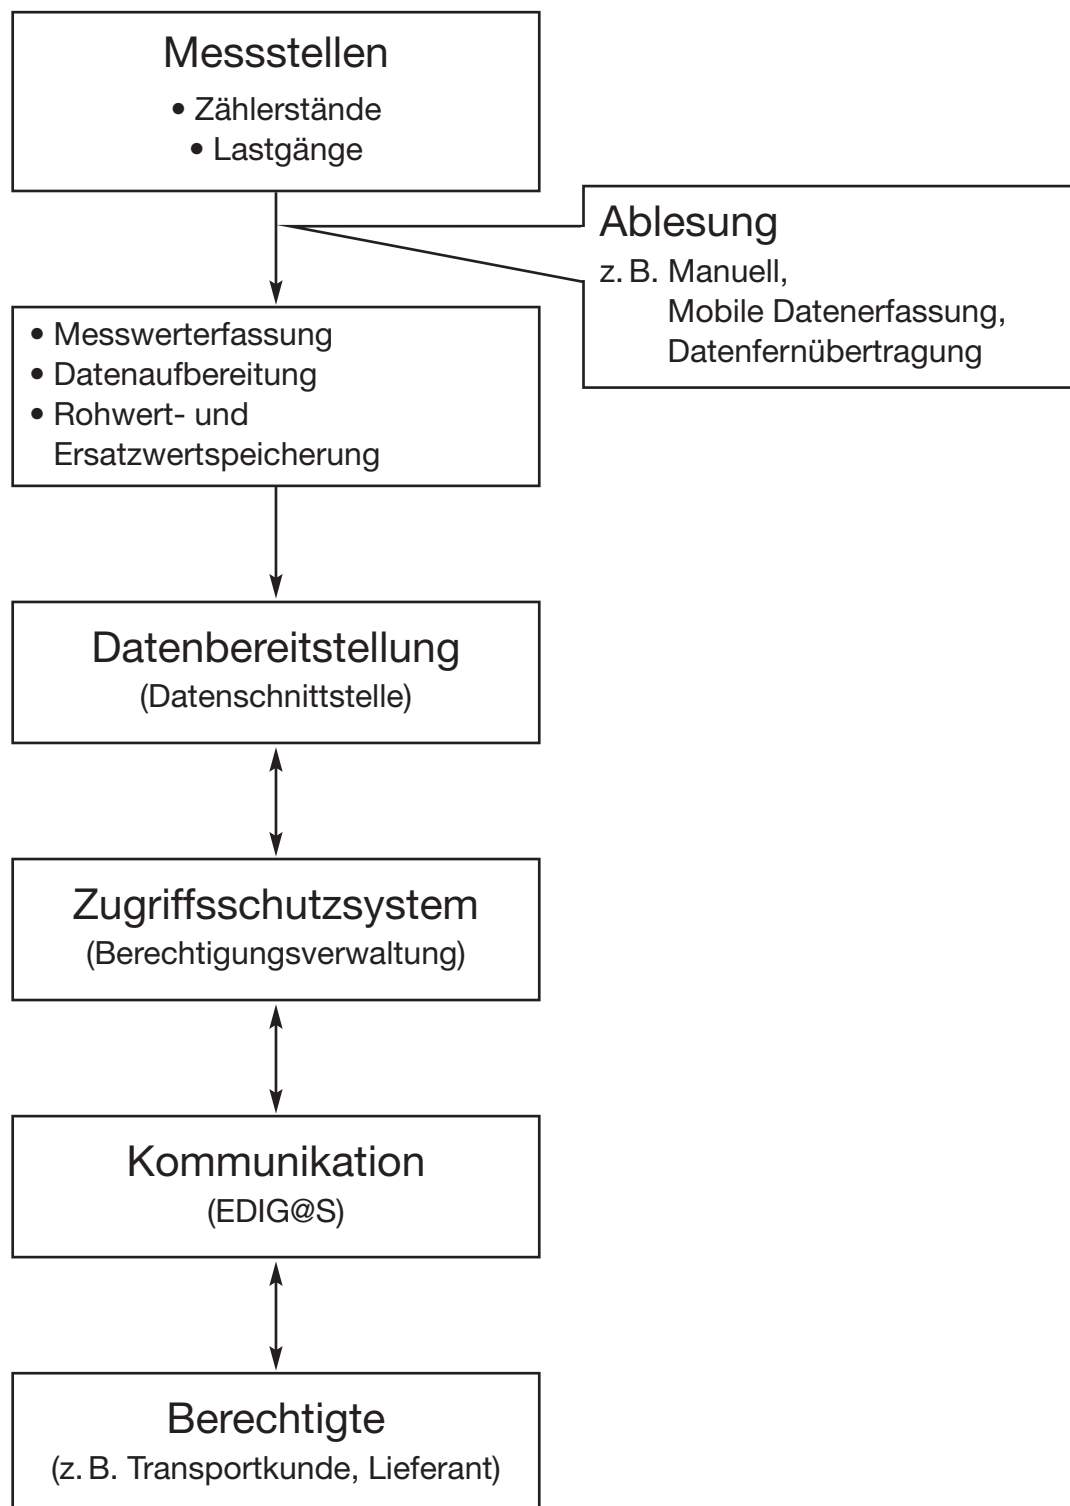 Messstellen
• Zählerstände
• Lastgänge
Ablesung
z. B. Manuell,
Mobile Datenerfassung,
Datenfernübertragung
• Messwerterfassung
• Datenaufbereitung
• Rohwert- und
Ersatzwertspeicherung
Datenbereitstellung
(Datenschnittstelle)
Zugriffsschutzsystem
(Berechtigungsverwaltung)
Kommunikation
(EDIG@S)
Berechtigte
(z. B. Transportkunde, Lieferant)